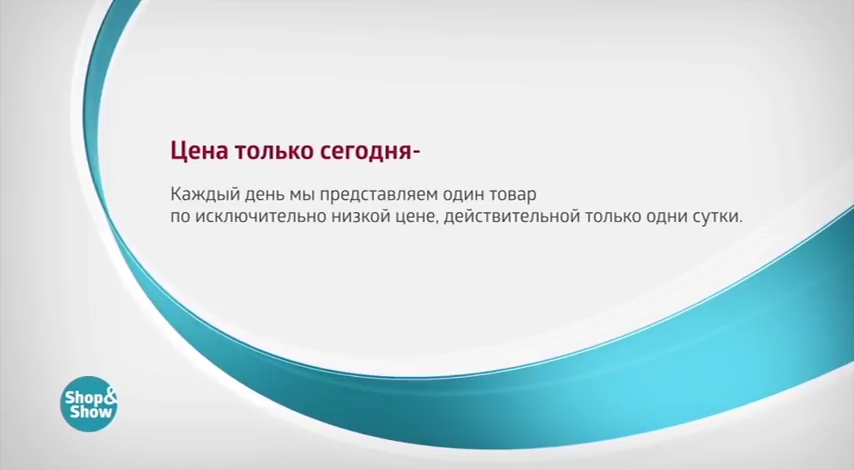 Цена только сегодня-
Каждый день мы представляем один товар
по исключительно низкой цене, действительной только одни сутки.
Shop&
Show